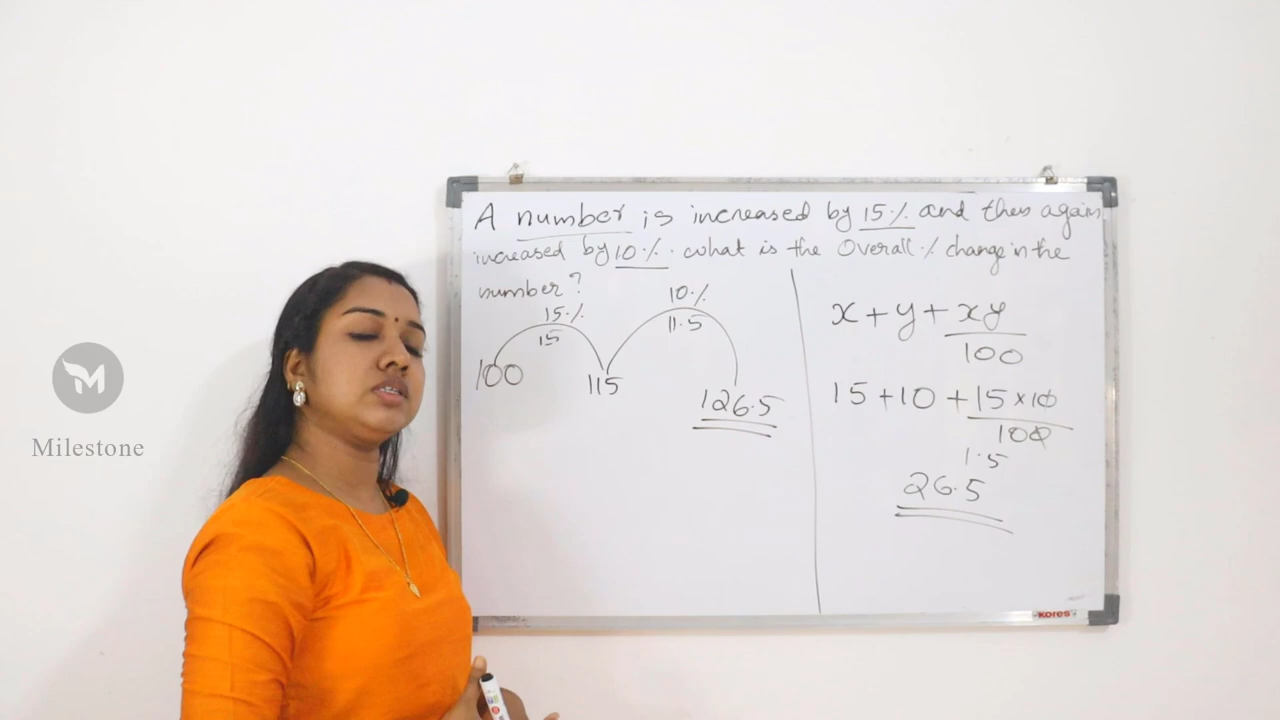 A number is increased by 15% and then again
increased by 10%. what is the Overall % change in the
number?
15%
15
10%
11.5
100
115
126.5
x + y + xy
100
15 + 10 + 15 × 10
100
1.5
26.5
KORES
M
Milestone